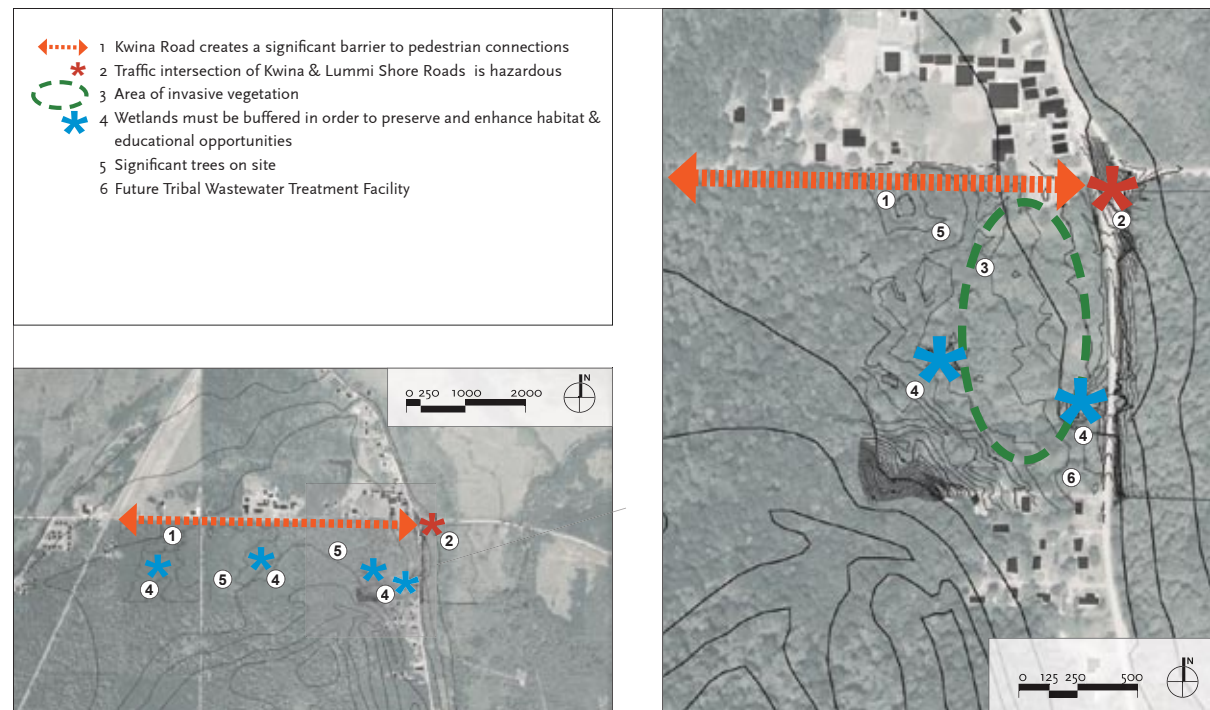 1 Kwina Road creates a significant barrier to pedestrian connections
2 Traffic intersection of Kwina & Lummi Shore Roads is hazardous
3 Area of invasive vegetation
4 Wetlands must be buffered in order to preserve and enhance habitat &
educational opportunities
5 Significant trees on site
6 Future Tribal Wastewater Treatment Facility
0 250 1000 2000
N
1
2
5
4
5
4
4
1
2
5
3
4
4
6
0 125 250 500
N